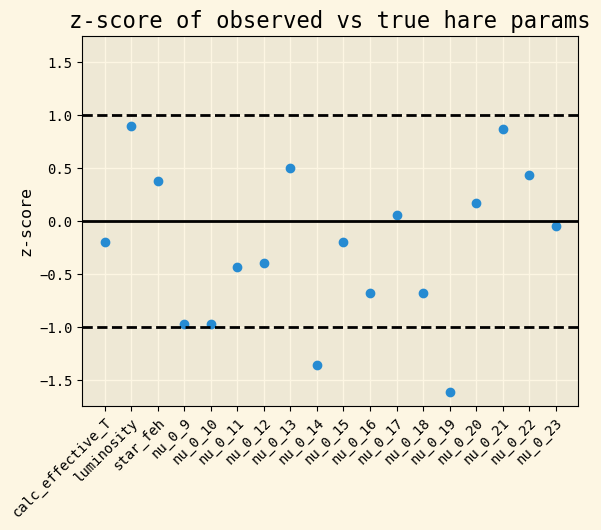 z-score of observed vs true hare params
z-score
1.5
1.0
0.5
0.0
−0.5
−1.0
−1.5
calc_effective_T
luminosity
star_feh
nu_0_9
nu_0_10
nu_0_11
nu_0_12
nu_0_13
nu_0_14
nu_0_15
nu_0_16
nu_0_17
nu_0_18
nu_0_19
nu_0_20
nu_0_21
nu_0_22
nu_0_23